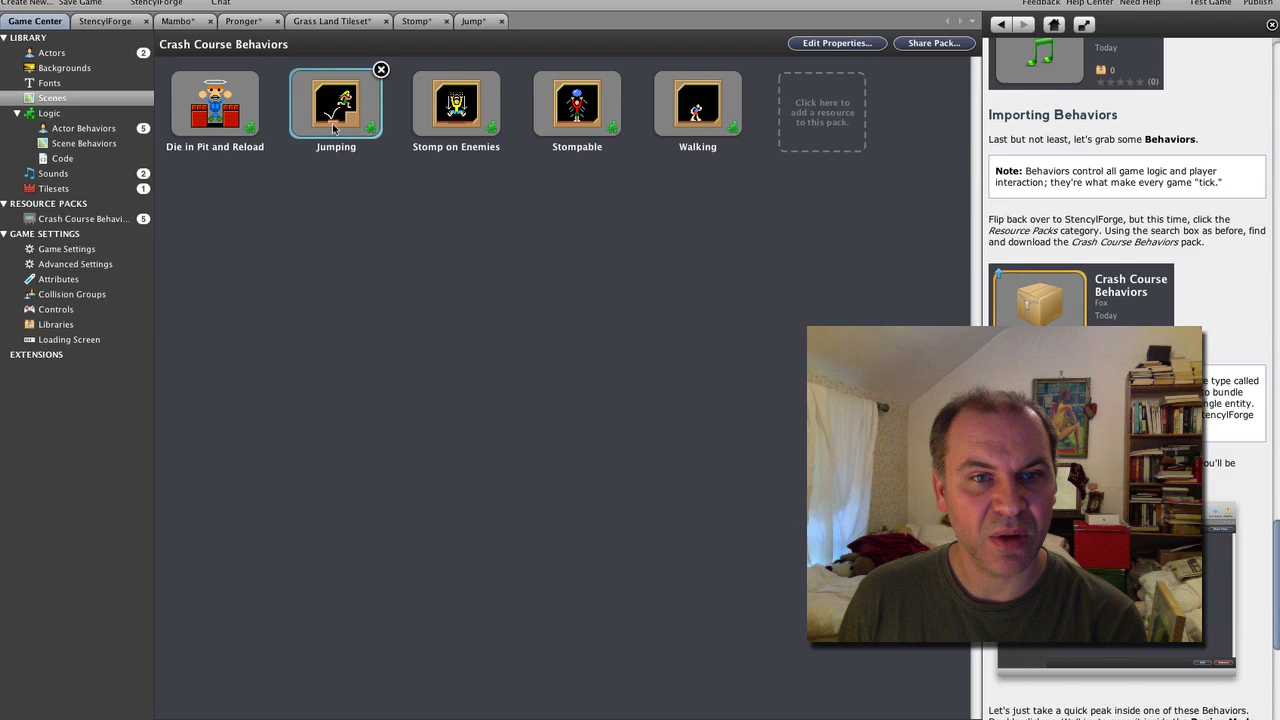 Create New...
Save Game
StencylForge
Chat
Feedback
Help Center
Need Help
Test Game
Publish
Game Center
StencylForge
Mambo*
Pronger*
Grass Land Tileset*
Stomp*
Jump*
LIBRARY
Actors 2
Backgrounds
Fonts
Scenes
Logic
Actor Behaviors 5
Scene Behaviors
Code
Sounds 2
Tilesets 1
RESOURCE PACKS
Crash Course Behavi... 5
GAME SETTINGS
Game Settings
Advanced Settings
Attributes
Collision Groups
Controls
Libraries
Loading Screen
EXTENSIONS
Crash Course Behaviors
Edit Properties...
Share Pack...
Die in Pit and Reload
Jumping
Stomp on Enemies
Stompable
Walking
Click here to
add a resource
to this pack.
Today
0
(0)
Importing Behaviors
Last but not least, let's grab some Behaviors.
Note: Behaviors control all game logic and player
interaction; they're what make every game "tick."
Flip back over to StencylForge, but this time, click the
Resource Packs category. Using the search box as before, find
and download the Crash Course Behaviors pack.
Crash Course
Behaviors
Fox
Today
e type called
o bundle
ngle entity.
tencylForge
you'll be
Let's just take a quick peak inside one of these Behaviors.